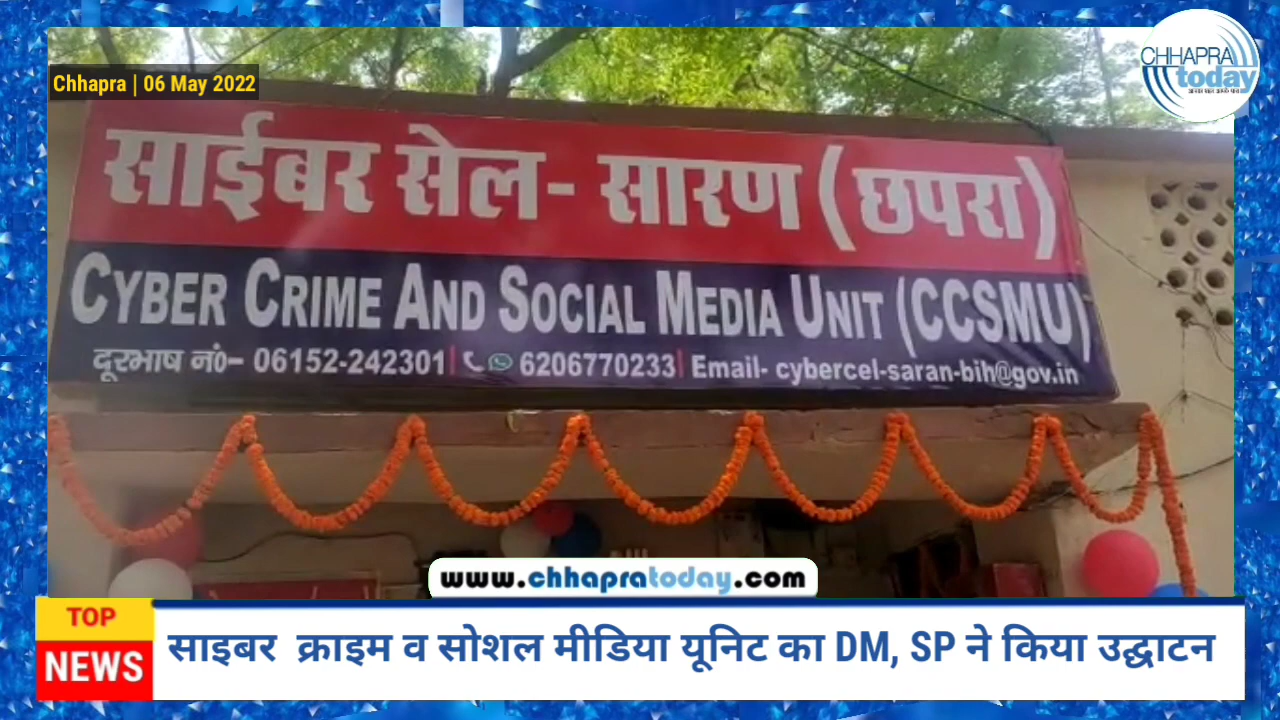 Chhapra | 06 May 2022
CHHAPRA
today
साईबर सेल- सारण (छपरा)
CYBER CRIME AND SOCIAL MEDIA UNIT (CCSMU)
दूरभाष नं०- 06152-242301 | 6206770233 | Email- cybercel-saran-bih@gov.in
www.chhapratoday.com
TOP
NEWS
साइबर क्राइम व सोशल मीडिया यूनिट का DM, SP ने किया उद्घाटन